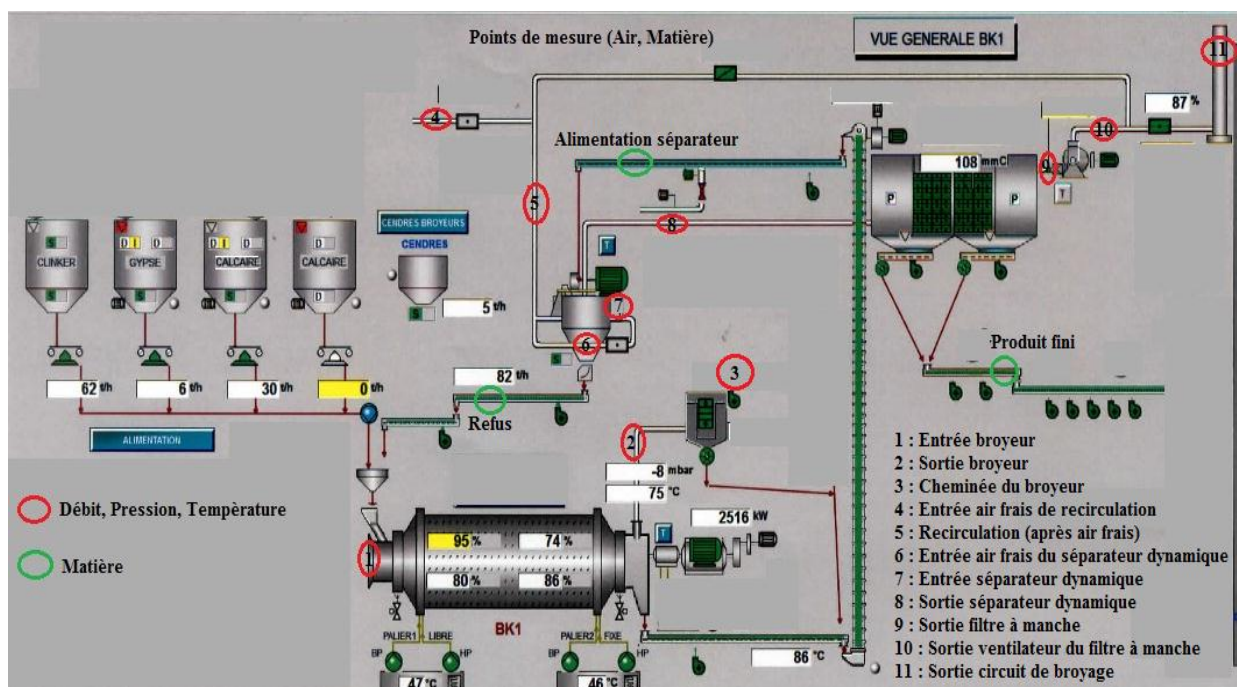 Points de mesure (Air, Matière)
VUE GENERALE BK1
11
87 %
4
10
Alimentation séparateur
108 mmC
9
T
5
P
P
8
CENDRES BROYEURS
CENDRES
T
S
D I D
D I D
D
CLINKER
GYPSE
CALCAIRE
CALCAIRE
S
S
D
5 t/h
S
7
6
S
Produit fini
62 t/h
6 t/h
30 t/h
0 t/h
82 t/h
3
Refus
ALIMENTATION
2
-8 mbar
75 °C
2516 kW
T
Débit, Pression, Tempèrature
Matière
1
95 %
74 %
80 %
86 %
BK1
PALIER1 LIBRE
PALIER2 FIXE
BP
HP
BP
HP
47 °C
46 °C
86 °C
1 : Entrée broyeur
2 : Sortie broyeur
3 : Cheminée du broyeur
4 : Entrée air frais de recirculation
5 : Recirculation (après air frais)
6 : Entrée air frais du séparateur dynamique
7 : Entrée séparateur dynamique
8 : Sortie séparateur dynamique
9 : Sortie filtre à manche
10 : Sortie ventilateur du filtre à manche
11 : Sortie circuit de broyage